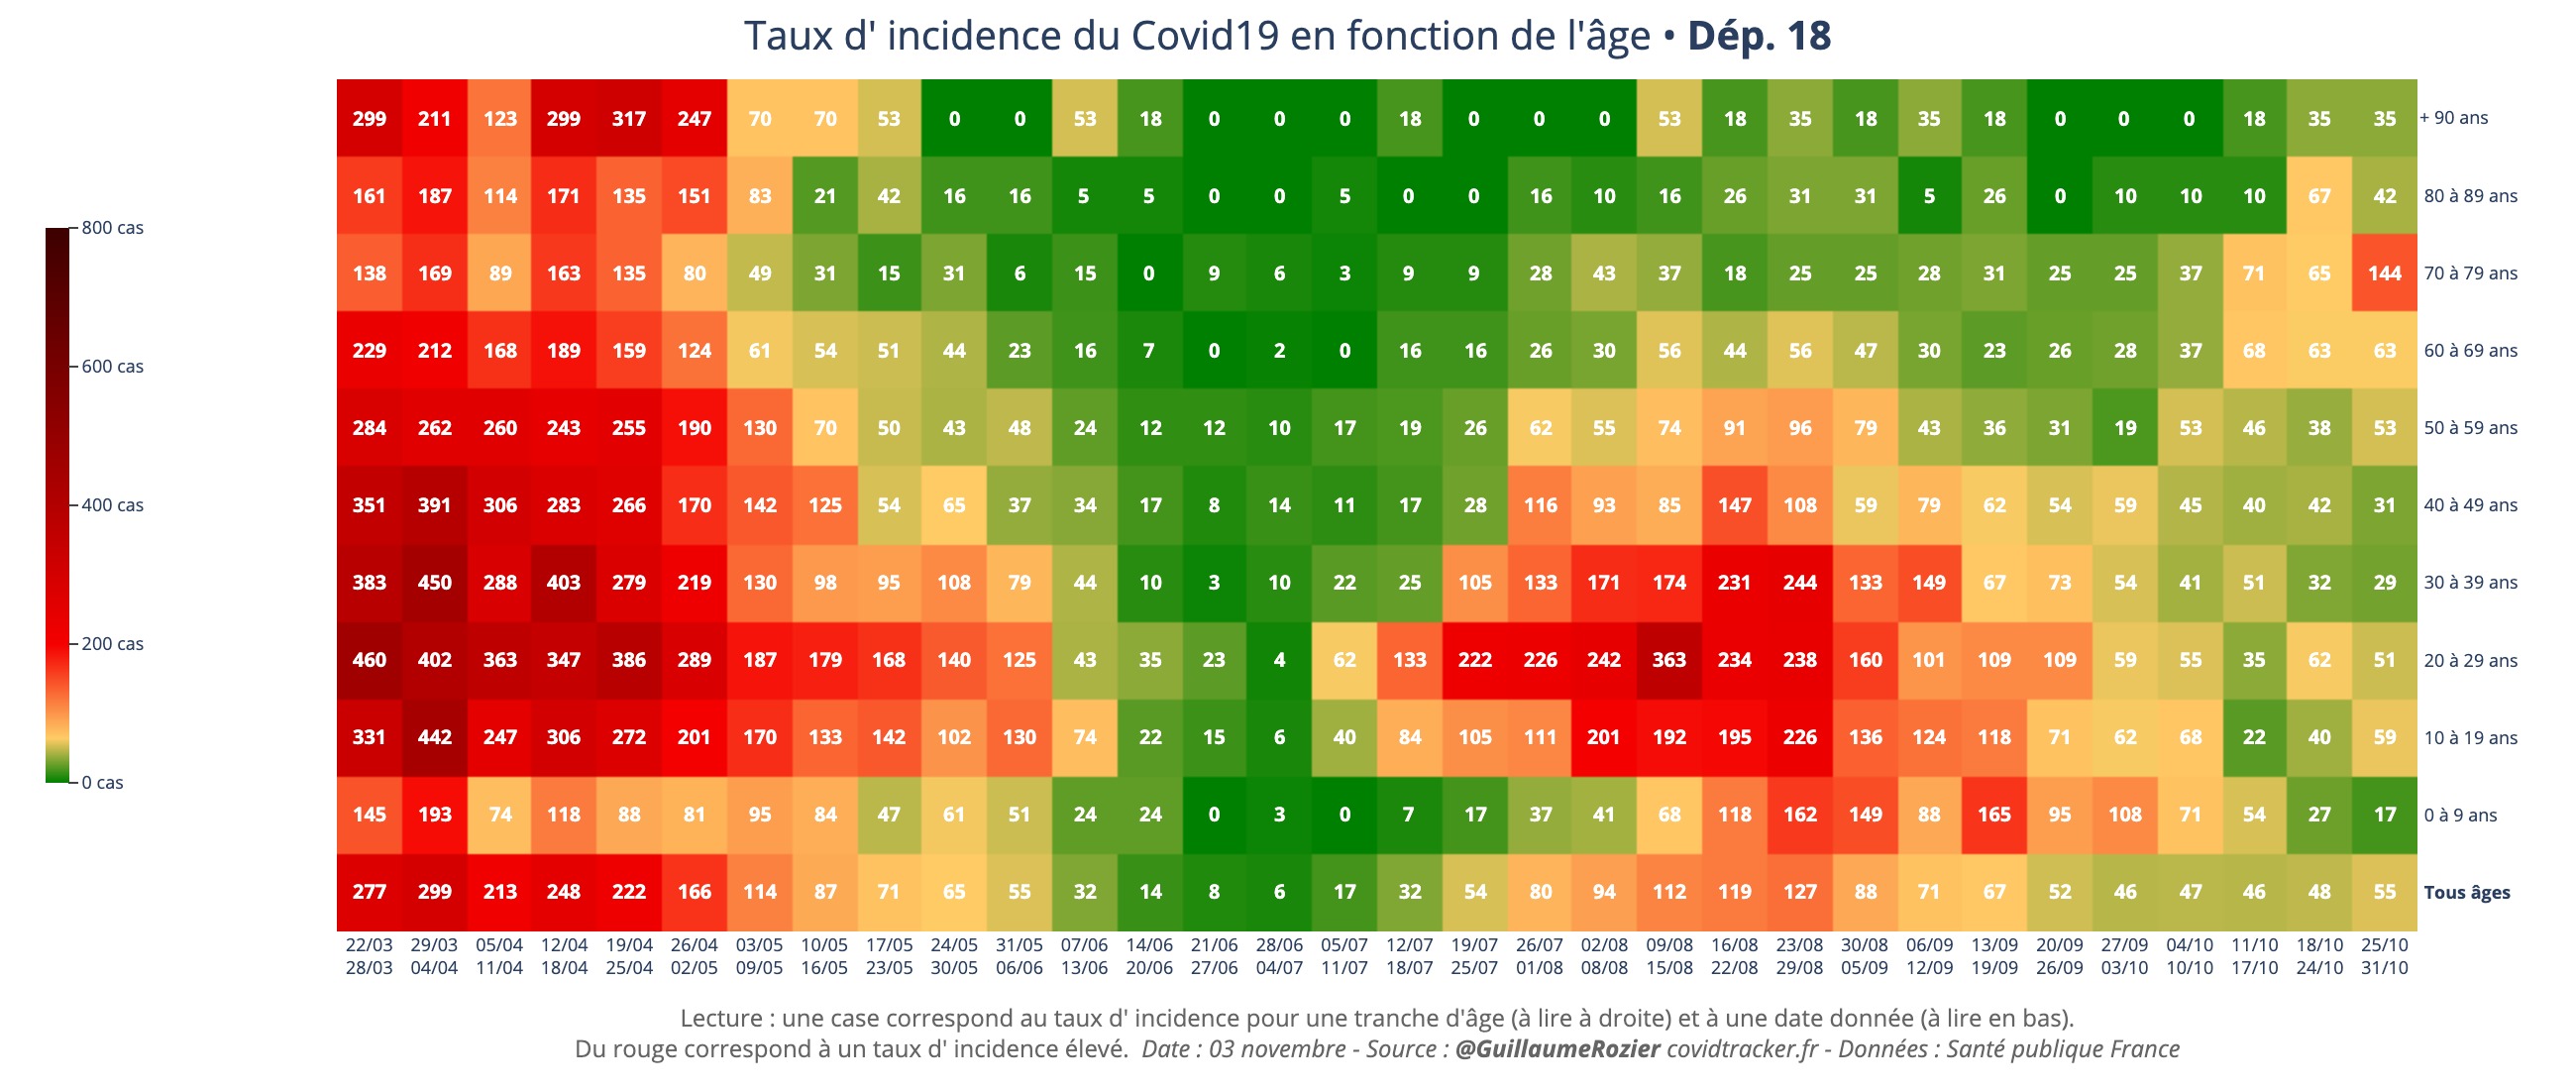 Taux d' incidence du Covid19 en fonction de l'âge • Dép. 18
800 cas
600 cas
400 cas
200 cas
0 cas
299 211 123 299 317 247 70 70 53 0 0 53 18 0 0 0 18 0 0 0 53 18 35 18 35 18 0 0 0 18 35 35 + 90 ans
161 187 114 171 135 151 83 21 42 16 16 5 5 0 0 5 0 0 16 10 16 26 31 31 5 26 0 10 10 10 67 42 80 à 89 ans
138 169 89 163 135 80 49 31 15 31 6 15 0 9 6 3 9 9 28 43 37 18 25 25 28 31 25 25 37 71 65 144 70 à 79 ans
229 212 168 189 159 124 61 54 51 44 23 16 7 0 2 0 16 16 26 30 56 44 56 47 30 23 26 28 37 68 63 63 60 à 69 ans
284 262 260 243 255 190 130 70 50 43 48 24 12 12 10 17 19 26 62 55 74 91 96 79 43 36 31 19 53 46 38 53 50 à 59 ans
351 391 306 283 266 170 142 125 54 65 37 34 17 8 14 11 17 28 116 93 85 147 108 59 79 62 54 59 45 40 42 31 40 à 49 ans
383 450 288 403 279 219 130 98 95 108 79 44 10 3 10 22 25 105 133 171 174 231 244 133 149 67 73 54 41 51 32 29 30 à 39 ans
460 402 363 347 386 289 187 179 168 140 125 43 35 23 4 62 133 222 226 242 363 234 238 160 101 109 109 59 55 35 62 51 20 à 29 ans
331 442 247 306 272 201 170 133 142 102 130 74 22 15 6 40 84 105 111 201 192 195 226 136 124 118 71 62 68 22 40 59 10 à 19 ans
145 193 74 118 88 81 95 84 47 61 51 24 24 0 3 0 7 17 37 41 68 118 162 149 88 165 95 108 71 54 27 17 0 à 9 ans
277 299 213 248 222 166 114 87 71 65 55 32 14 8 6 17 32 54 80 94 112 119 127 88 71 67 52 46 47 46 48 55 Tous âges
22/03 29/03 05/04 12/04 19/04 26/04 03/05 10/05 17/05 24/05 31/05 07/06 14/06 21/06 28/06 05/07 12/07 19/07 26/07 02/08 09/08 16/08 23/08 30/08 06/09 13/09 20/09 27/09 04/10 11/10 18/10 25/10
28/03 04/04 11/04 18/04 25/04 02/05 09/05 16/05 23/05 30/05 06/06 13/06 20/06 27/06 04/07 11/07 18/07 25/07 01/08 08/08 15/08 22/08 29/08 05/09 12/09 19/09 26/09 03/10 10/10 17/10 24/10 31/10
Lecture : une case correspond au taux d' incidence pour une tranche d'âge (à lire à droite) et à une date donnée (à lire en bas).
Du rouge correspond à un taux d' incidence élevé. Date : 03 novembre - Source : @GuillaumeRozier covidtracker.fr - Données : Santé publique France